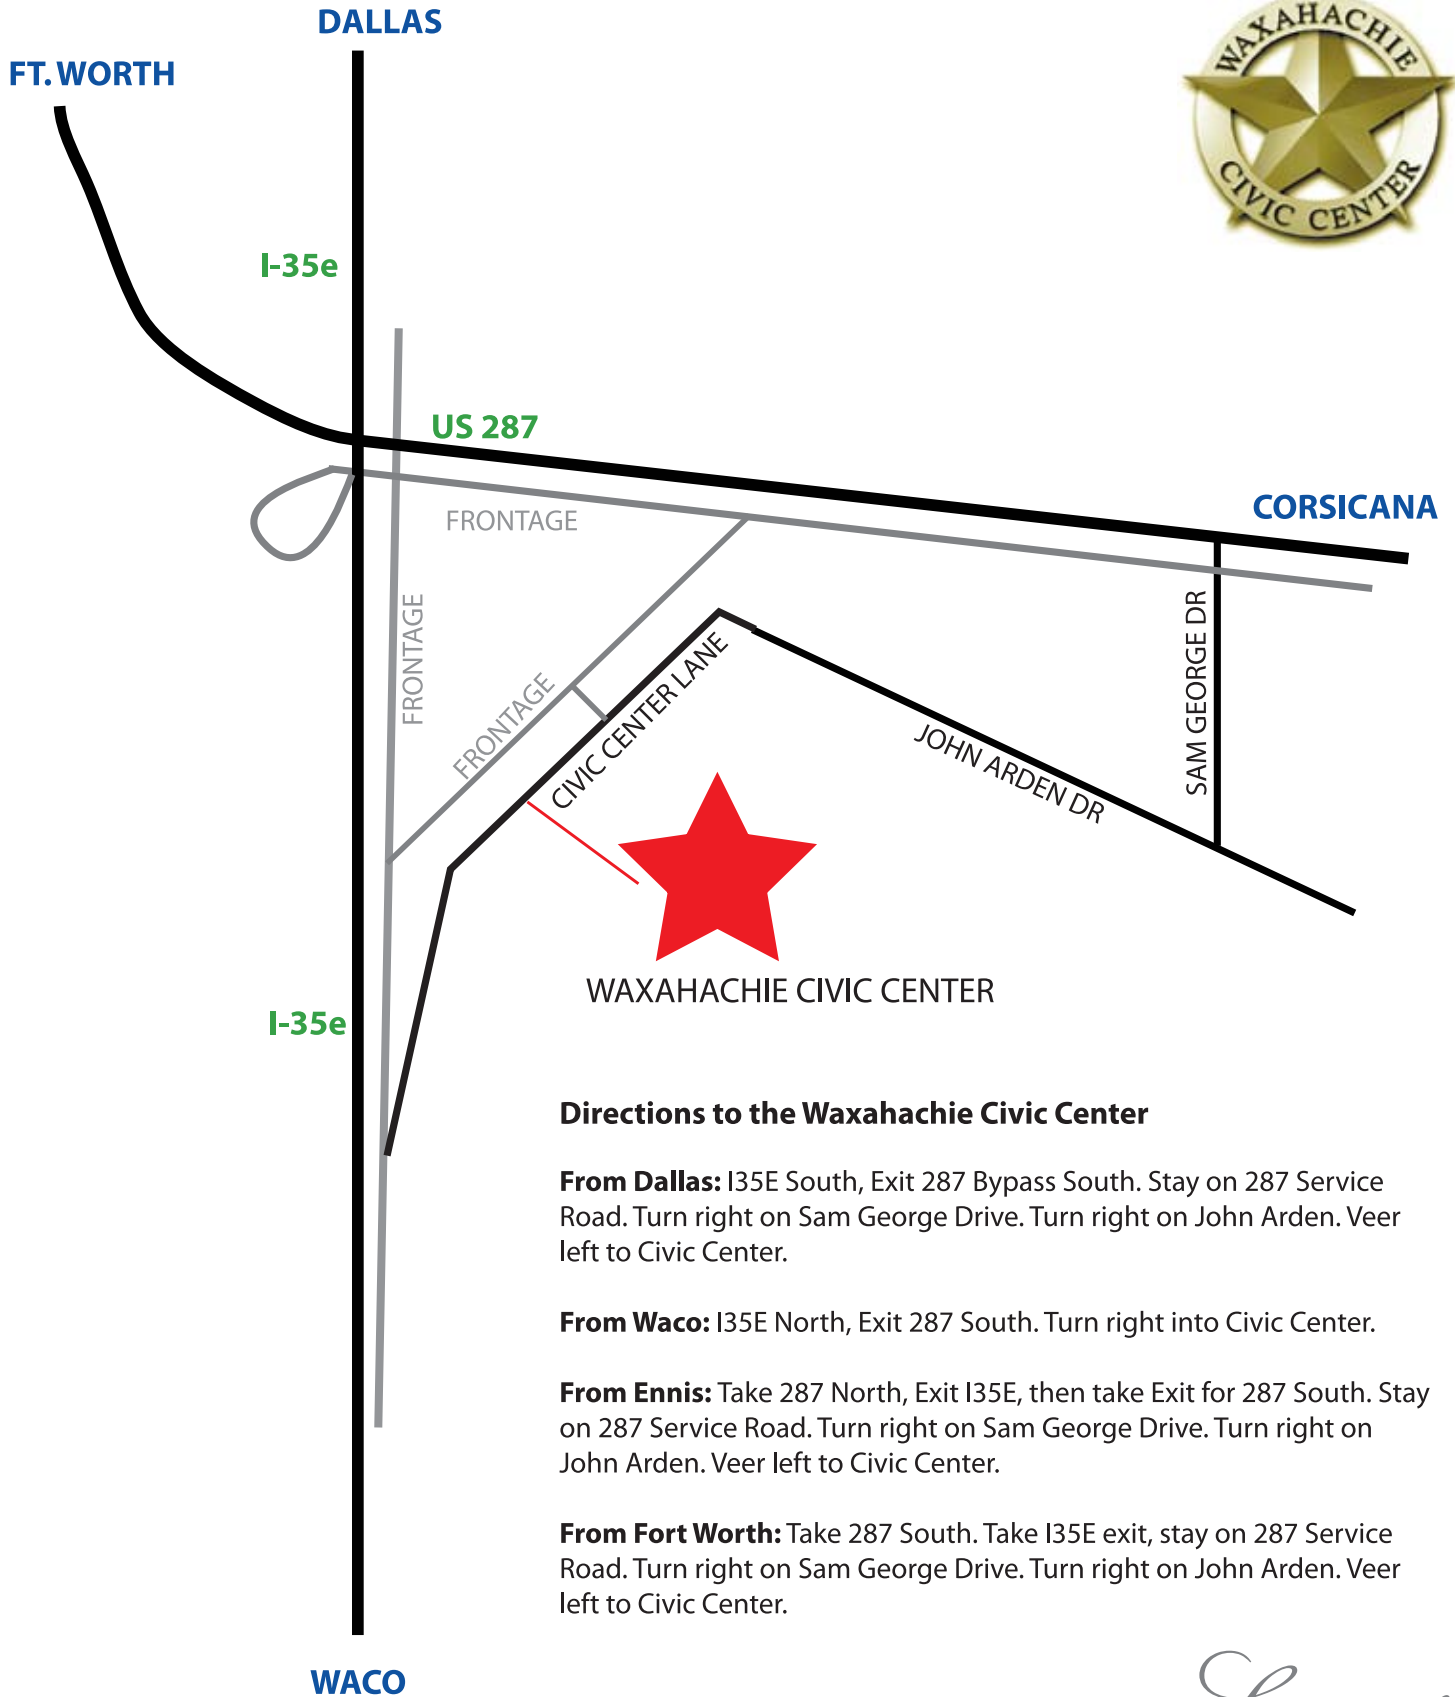 DALLAS
FT. WORTH
WAXAHACHIE
CIVIC CENTER
I-35e
US 287
CORSICANA
FRONTAGE
FRONTAGE
FRONTAGE
CIVIC CENTER LANE
JOHN ARDEN DR
SAM GEORGE DR
WAXAHACHIE CIVIC CENTER
I-35e
Directions to the Waxahachie Civic Center
From Dallas: I35E South, Exit 287 Bypass South. Stay on 287 Service
Road. Turn right on Sam George Drive. Turn right on John Arden. Veer
left to Civic Center.
From Waco: I35E North, Exit 287 South. Turn right into Civic Center.
From Ennis: Take 287 North, Exit I35E, then take Exit for 287 South. Stay
on 287 Service Road. Turn right on Sam George Drive. Turn right on
John Arden. Veer left to Civic Center.
From Fort Worth: Take 287 South. Take I35E exit, stay on 287 Service
Road. Turn right on Sam George Drive. Turn right on John Arden. Veer
left to Civic Center.
WACO